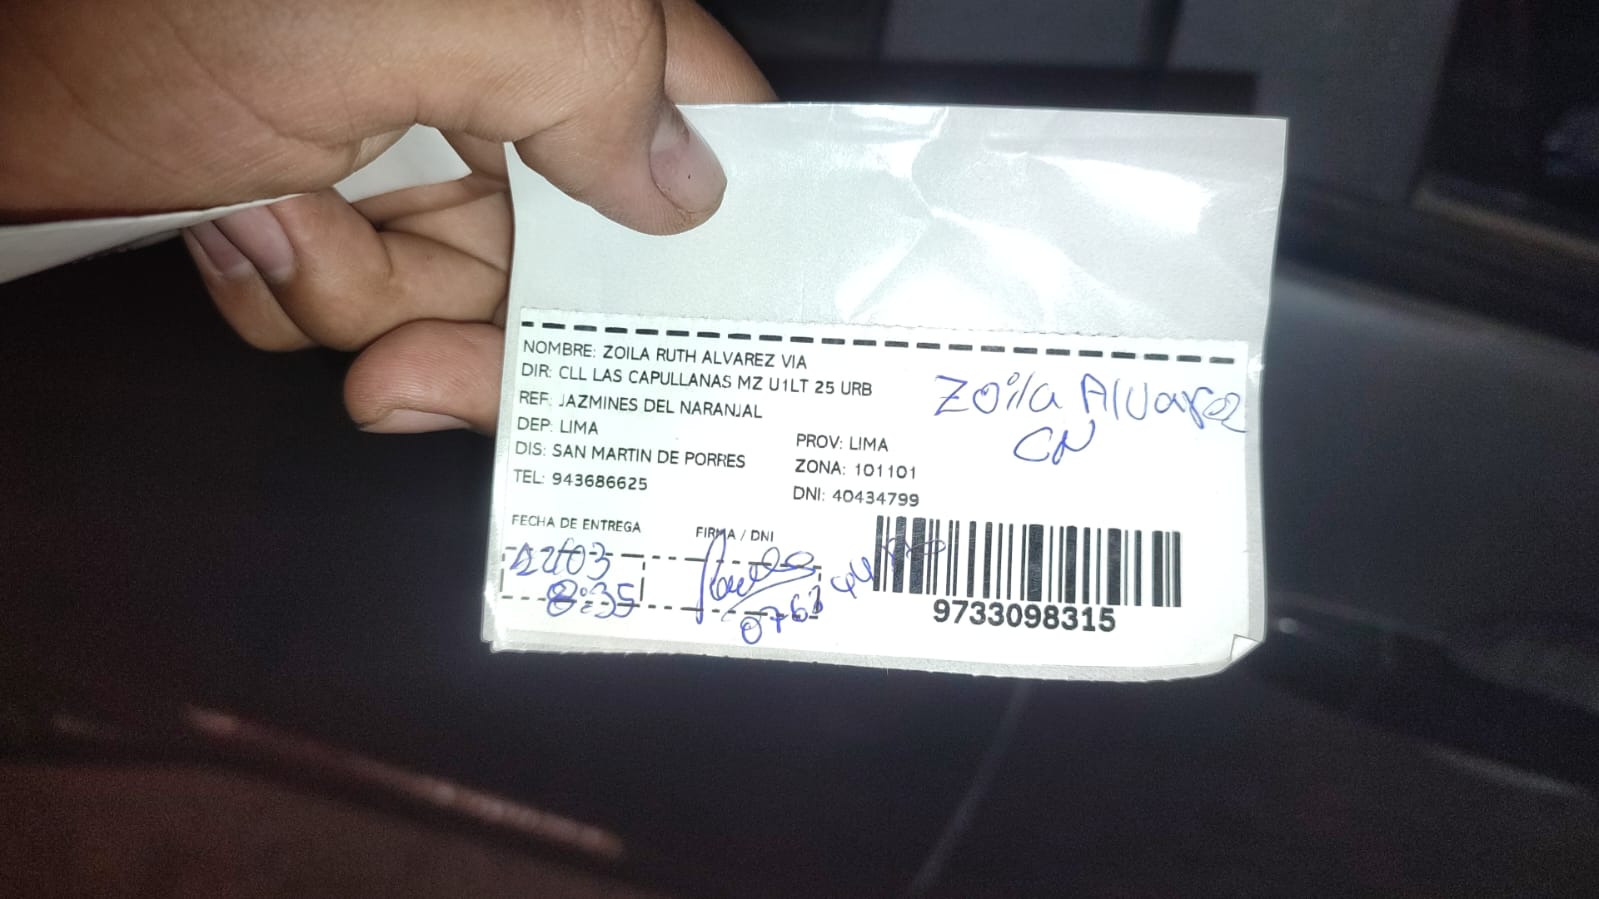 NOMBRE: ZOILA RUTH ALVAREZ VIA
DIR: CLL LAS CAPULLANAS MZ U1LT 25 URB
REF: JAZMINES DEL NARANJAL
DEP: LIMA
PROV: LIMA
DIS: SAN MARTIN DE PORRES
ZONA: 101101
TEL: 943686625
DNI: 40434799
Zoila Alvarez
CN
FECHA DE ENTREGA
FIRMA / DNI
8:35
9733098315